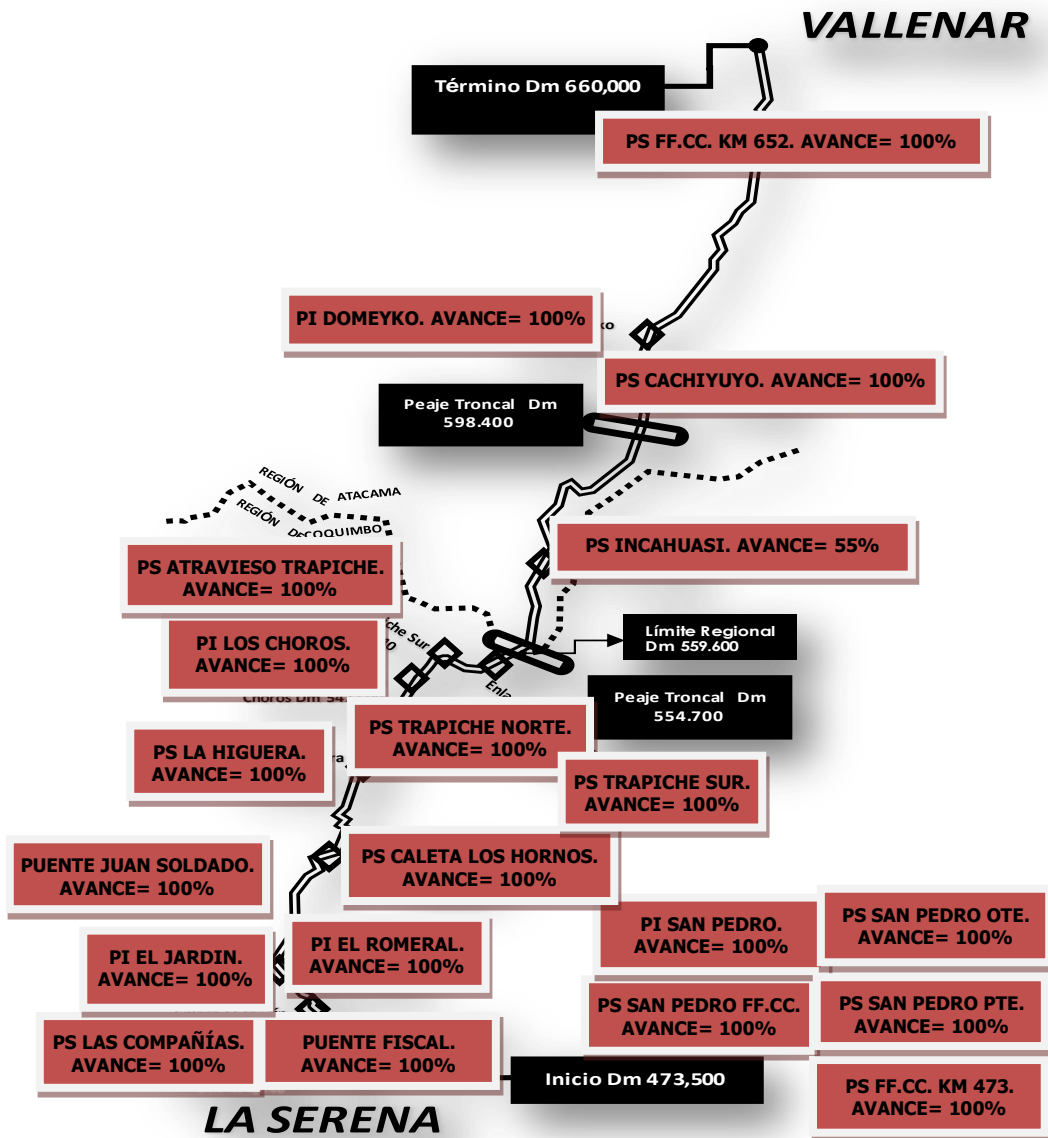 VALLENAR
Término Dm 660,000
PS FF.CC. KM 652. AVANCE= 100%
PI DOMEYKO. AVANCE= 100%
PS CACHIYUYO. AVANCE= 100%
Peaje Troncal Dm
598.400
REGIÓN DE ATACAMA
REGIÓN DE COQUIMBO
PS INCAHUASI. AVANCE= 55%
PS ATRAVIESO TRAPICHE.
AVANCE= 100%
Límite Regional
Dm 559.600
PI LOS CHOROS.
AVANCE= 100%
Sur
Choros Dm 54
Peaje Troncal Dm
554.700
PS TRAPICHE NORTE.
AVANCE= 100%
PS LA HIGUERA.
AVANCE= 100%
PS TRAPICHE SUR.
AVANCE= 100%
PS CALETA LOS HORNOS.
AVANCE= 100%
PUENTE JUAN SOLDADO.
AVANCE= 100%
PI SAN PEDRO.
AVANCE= 100%
PS SAN PEDRO OTE.
AVANCE= 100%
PI EL ROMERAL.
AVANCE= 100%
PI EL JARDIN.
AVANCE= 100%
PS SAN PEDRO FF.CC.
AVANCE= 100%
PS SAN PEDRO PTE.
AVANCE= 100%
PS LAS COMPAÑÍAS.
AVANCE= 100%
PUENTE FISCAL.
AVANCE= 100%
Inicio Dm 473,500
PS FF.CC. KM 473.
AVANCE= 100%
LA SERENA